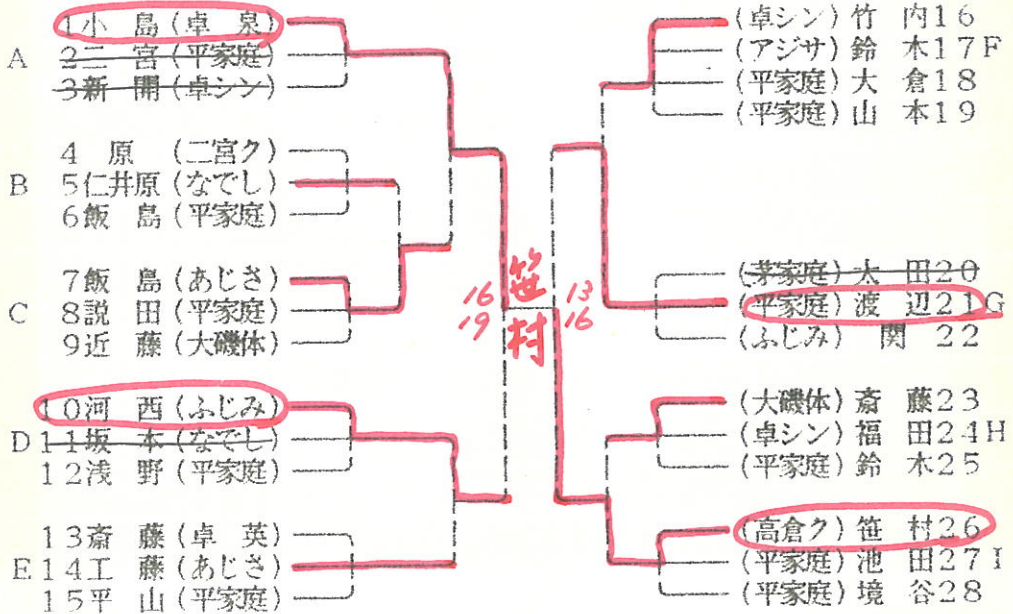 A
1小 島(卓 泉)
2二 宮(平家庭)
3新 開(卓シン)
B
4 原 (二宮ク)
5仁井原(なでし)
6飯 島(平家庭)
C
7飯 島(あじさ)
8説 田(平家庭)
9近 藤(大磯体)
D
10河 西(ふじみ)
11坂 本(なでし)
12浅 野(平家庭)
E
13斎 藤(卓 英)
14工 藤(あじさ)
15平 山(平家庭)
16
19
笹村
13
16
(卓シン)竹 内16
(アジサ)鈴 木17F
(平家庭)大 倉18
(平家庭)山 本19
(茅家庭)太 田20
(平家庭)渡 辺21G
(ふじみ) 関 22
(大磯体)斎 藤23
(卓シン)福 田24H
(平家庭)鈴 木25
(高倉ク)笹 村26
(平家庭)池 田27I
(平家庭)境 谷28